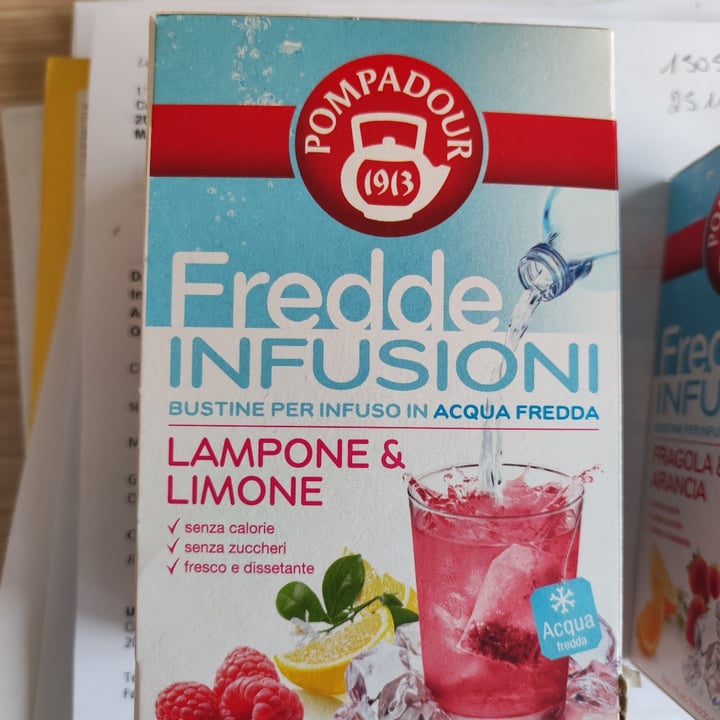 POMPADOUR
1913
Fredde
INFUSIONI
BUSTINE PER INFUSO IN ACQUA FREDDA
LAMPONE &
LIMONE
✓ senza calorie
✓ senza zuccheri
✓ fresco e dissetante
Acqua
fredda
FRAGOLA
ARANCIA